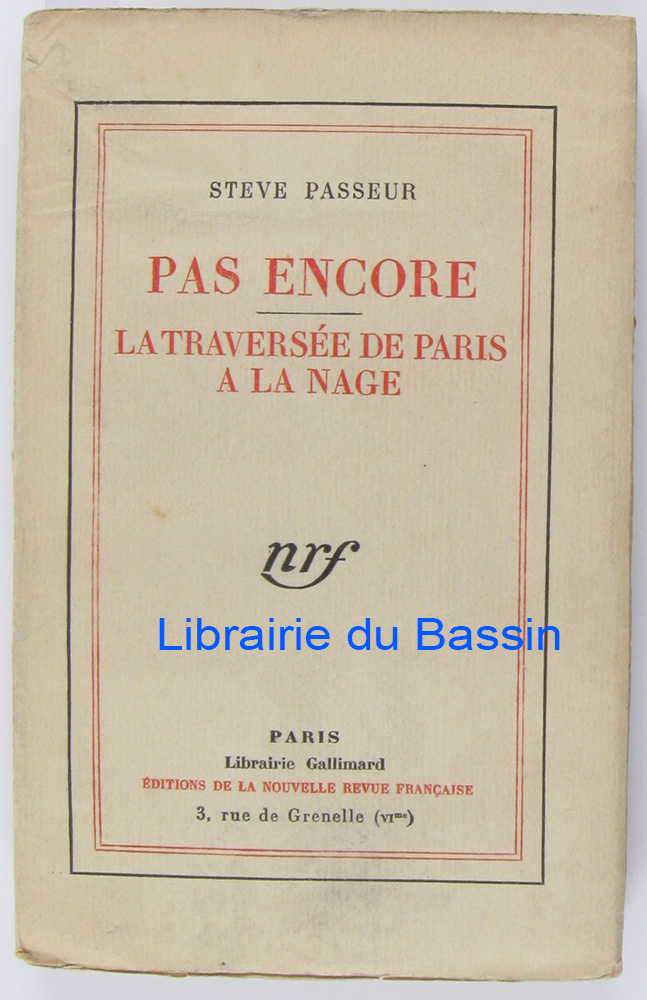 STEVE PASSEUR
PAS ENCORE
LA TRAVERSÉE DE PARIS
A LA NAGE
nrf
Librairie du Bassin
PARIS
Librairie Gallimard
ÉDITIONS DE LA NOUVELLE REVUE FRANÇAISE
3, rue de Grenelle (VIme)